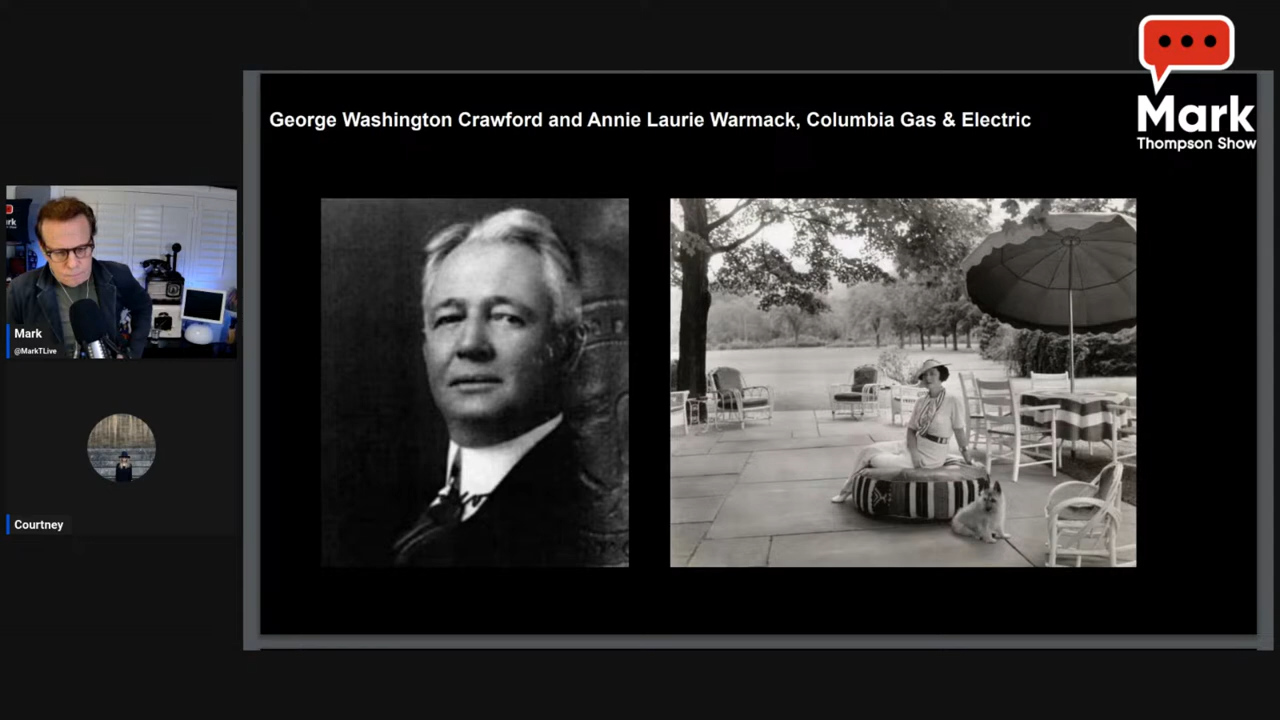 George Washington Crawford and Annie Laurie Warmack, Columbia Gas & Electric
Mark
Thompson Show
Mark
@MarkTLive
Courtney